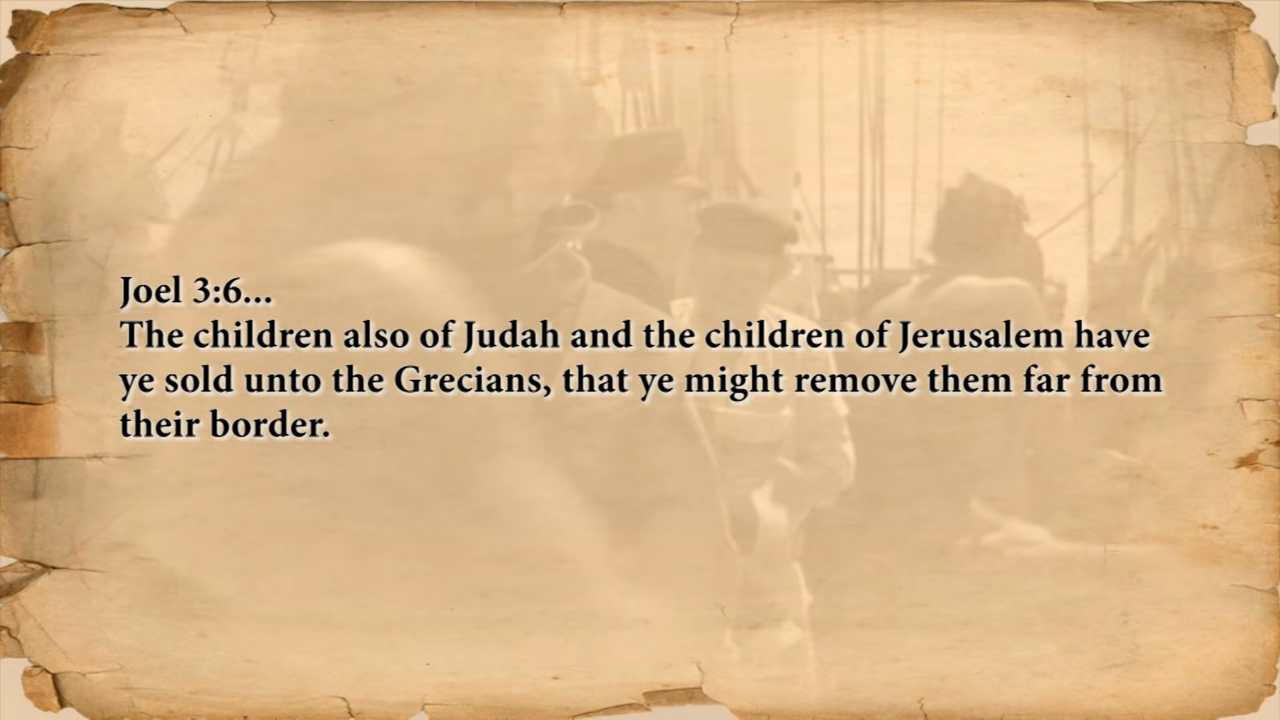 Joel 3:6...
The children also of Judah and the children of Jerusalem have
ye sold unto the Grecians, that ye might remove them far from
their border.